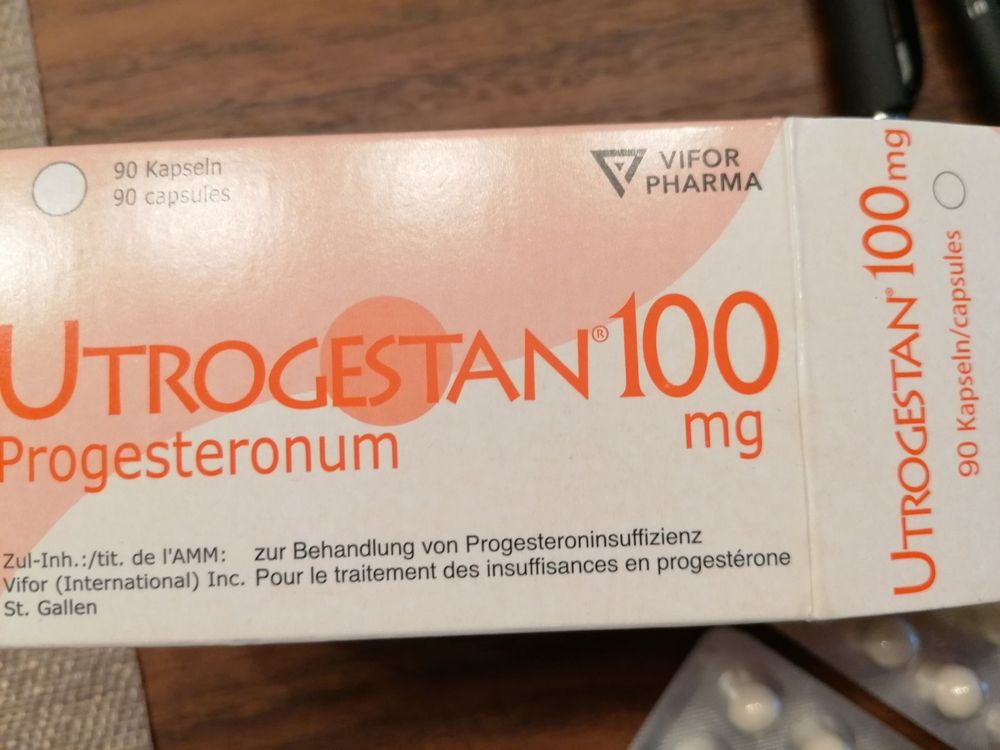 90 Kapseln
90 capsules
VIFOR
PHARMA
UTROGESTAN® 100
mg
Progesteronum
Zul-Inh.:/tit. de l'AMM:
Vifor (International) Inc.
St. Gallen
zur Behandlung von Progesteroninsuffizienz
Pour le traitement des insuffisances en progestérone
UTROGESTAN® 100 mg
90 Kapseln/capsules